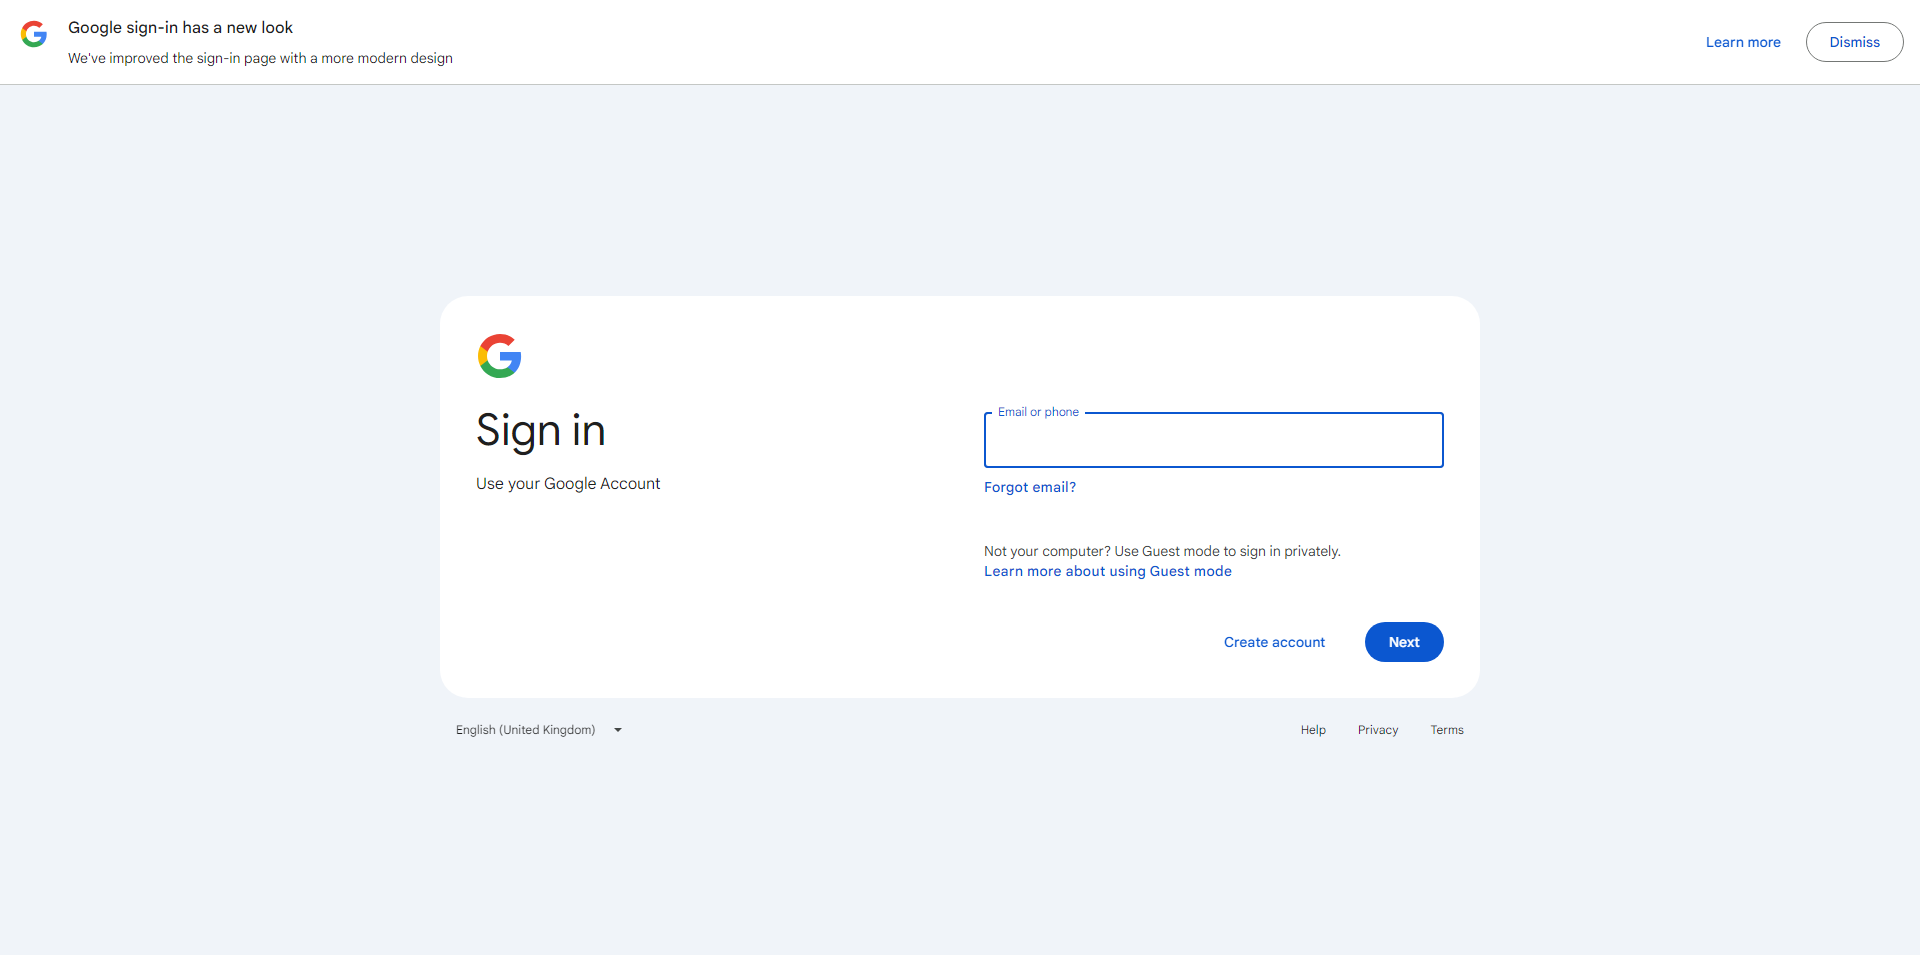 Google sign-in has a new look
We've improved the sign-in page with a more modern design
Learn more
Dismiss
Sign in
Use your Google Account
Email or phone
Forgot email?
Not your computer? Use Guest mode to sign in privately.
Learn more about using Guest mode
Create account
Next
English (United Kingdom)
Help
Privacy
Terms